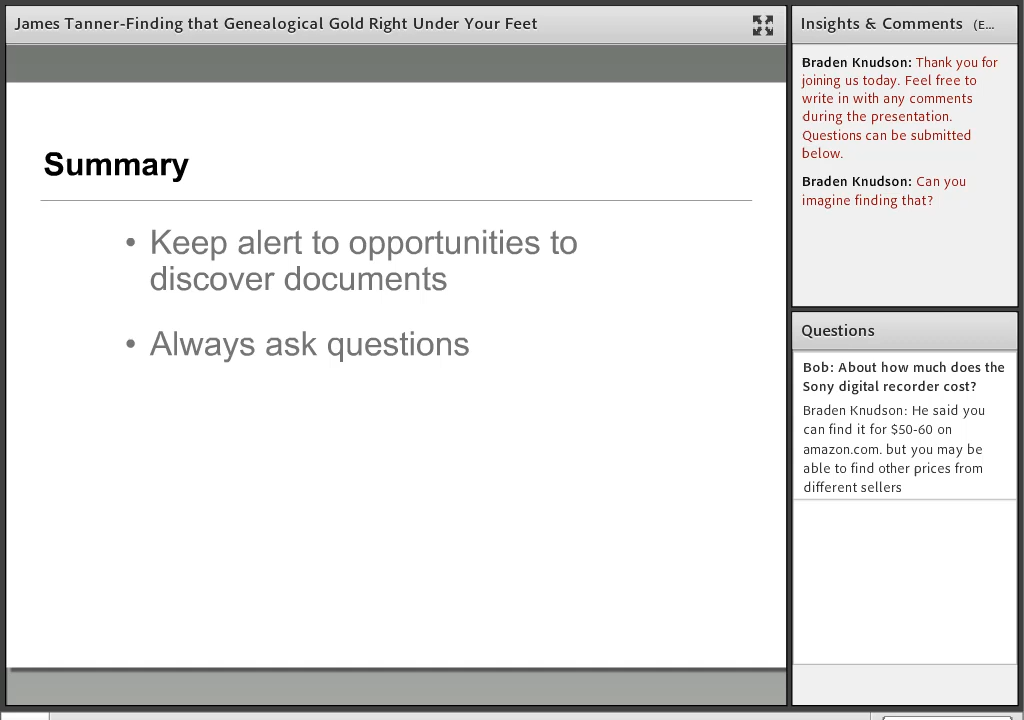 James Tanner-Finding that Genealogical Gold Right Under Your Feet
Summary
• Keep alert to opportunities to
discover documents
• Always ask questions
Insights & Comments (E...
Braden Knudson: Thank you for
joining us today. Feel free to
write in with any comments
during the presentation.
Questions can be submitted
below.
Braden Knudson: Can you
imagine finding that?
Questions
Bob: About how much does the
Sony digital recorder cost?
Braden Knudson: He said you
can find it for $50-60 on
amazon.com. but you may be
able to find other prices from
different sellers